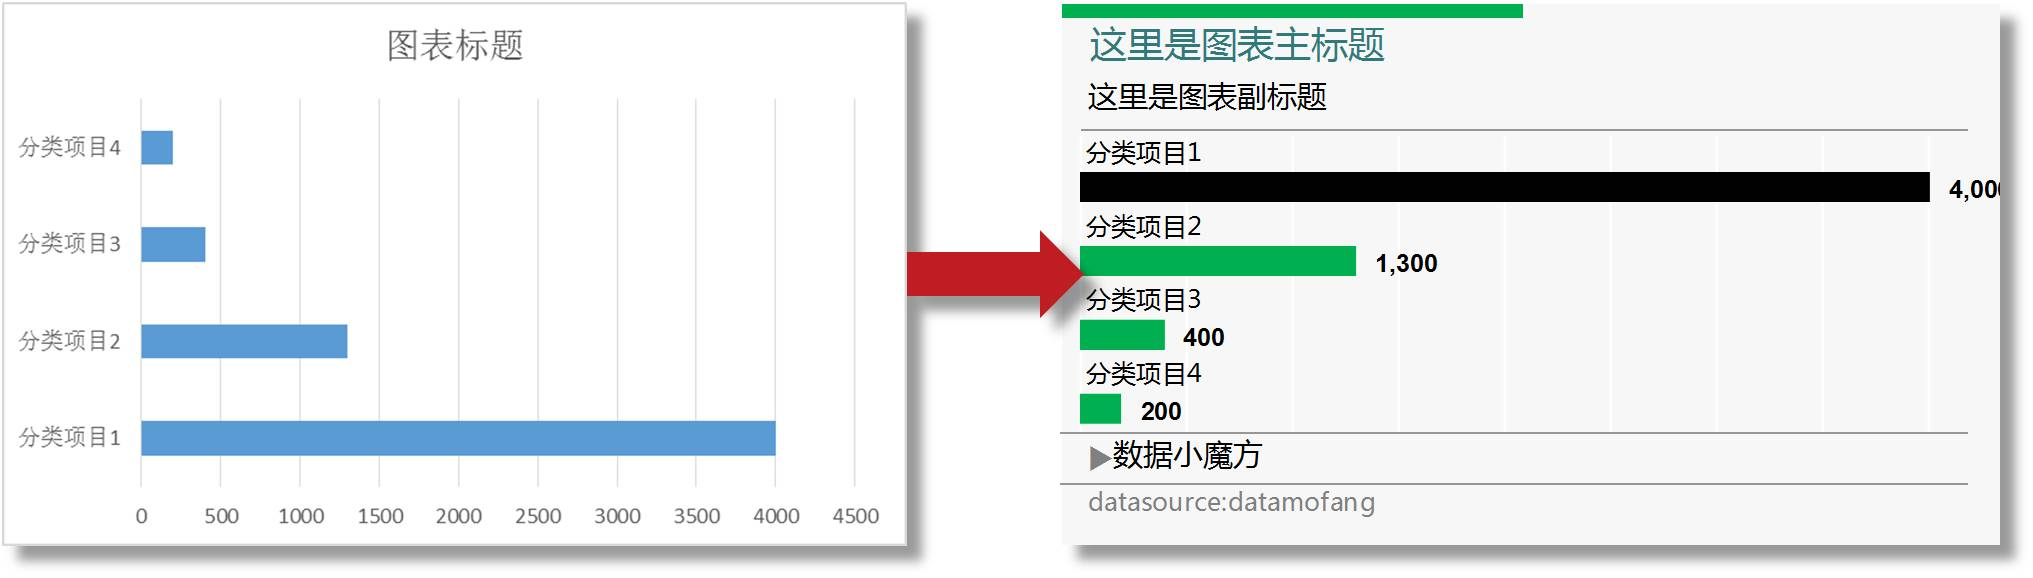 图表标题
分类项目4
分类项目3
分类项目2
分类项目1
0 500 1000 1500 2000 2500 3000 3500 4000 4500
这里是图表主标题
这里是图表副标题
分类项目1
4,000
分类项目2
1,300
分类项目3
400
分类项目4
200
▶数据小魔方
datasource:datamofang